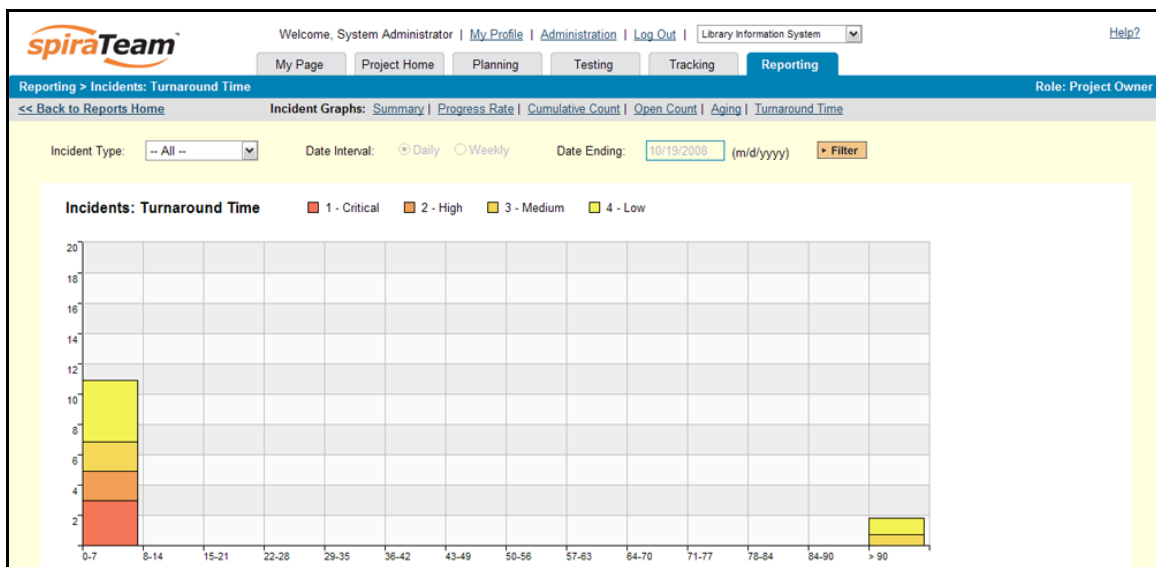 spiraTeam™
Welcome, System Administrator | My Profile | Administration | Log Out | Library Information System
Help?
My Page Project Home Planning Testing Tracking Reporting
Reporting > Incidents: Turnaround Time
Role: Project Owner
<< Back to Reports Home
Incident Graphs: Summary | Progress Rate | Cumulative Count | Open Count | Aging | Turnaround Time
Incident Type: -- All -- Date Interval: Daily Weekly Date Ending: 10/19/2008 (m/d/yyyy) Filter
Incidents: Turnaround Time
1 - Critical 2 - High 3 - Medium 4 - Low
20
18
16
14
12
10
8
6
4
2
0-7 8-14 15-21 22-28 29-35 36-42 43-49 50-56 57-63 64-70 71-77 78-84 84-90 > 90